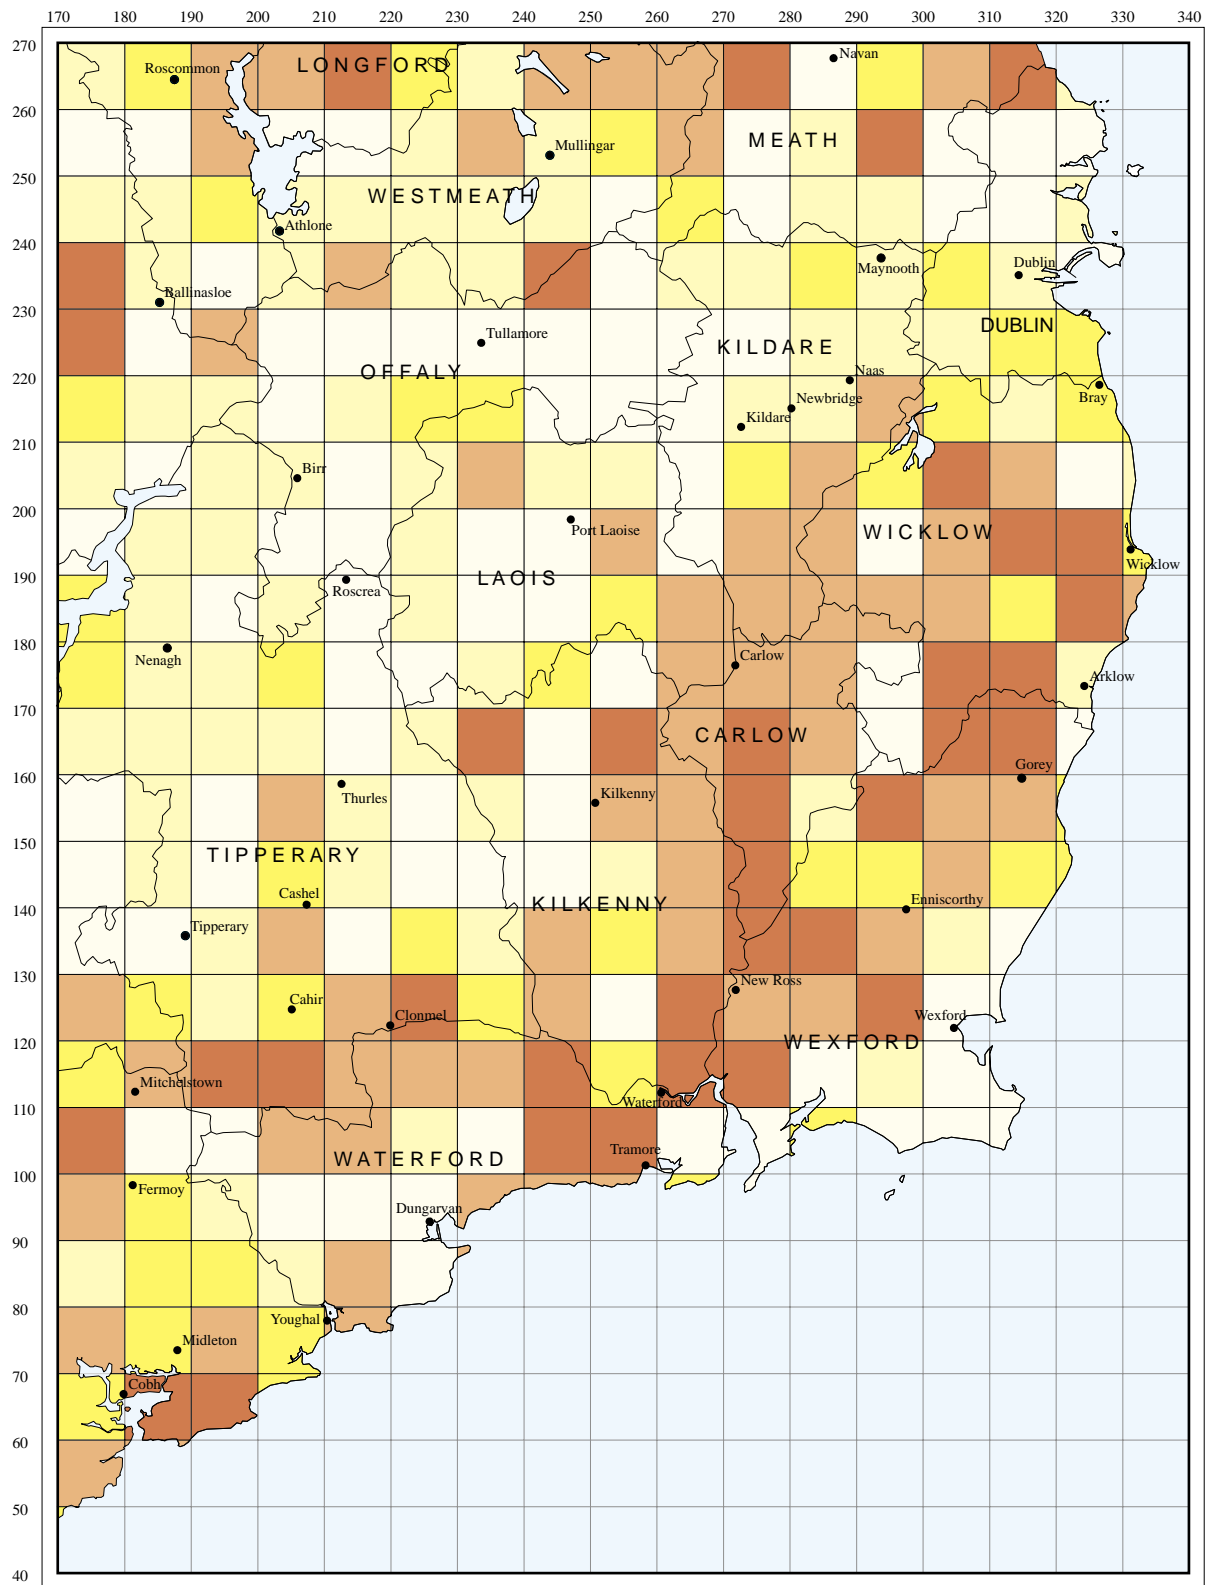 170 180 190 200 210 220 230 240 250 260 270 280 290 300 310 320 330 340
270
Navan
LONGFORD
Roscommon
260
MEATH
Mullingar
250
WESTMEATH
Athlone
240
Maynooth
Dublin
Ballinasloe
230
DUBLIN
Tullamore
KILDARE
OFFALY
220
Naas
Bray
Newbridge
Kildare
210
Birr
200
Port Laoise
WICKLOW
Wicklow
190
LAOIS
Roscrea
180
Nenagh
Carlow
Arklow
170
CARLOW
Gorey
160
Thurles
Kilkenny
150
TIPPERARY
Cashel
Enniscorthy
140
KILKENNY
Tipperary
130
New Ross
Cahir
Clonmel
Wexford
120
WEXFORD
Mitchelstown
Waterford
110
Tramore
WATERFORD
100
Fermoy
Dungarvan
90
80
Youghal
Midleton
70
Cobh
60
50
40